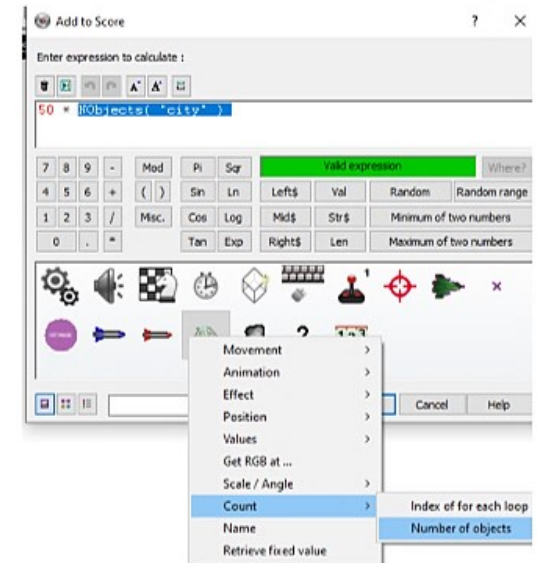 Add to Score ? ×
Enter expression to calculate :
50 * NObjects( "city" )
7 8 9 - Mod Pi Sqr Valid expression Where?
4 5 6 + ( ) Sin Ln Left$ Val Random Random range
1 2 3 / Misc. Cos Log Mid$ Str$ Minimum of two numbers
0 . * Tan Exp Right$ Len Maximum of two numbers
1
?
Movement
Animation
Effect
Position
Values
Get RGB at ...
Scale / Angle
Count
Name
Retrieve fixed value
Cancel Help
Index of for each loop
Number of objects